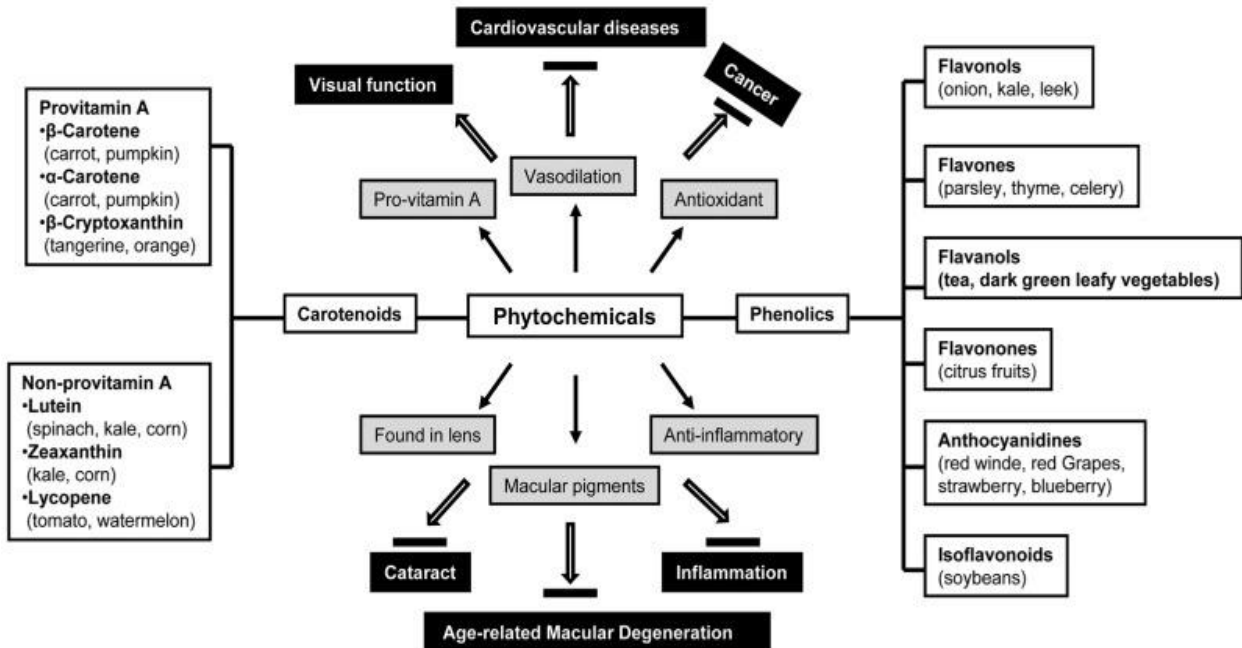 Cardiovascular diseases
Visual function
Cancer
Provitamin A
•β-Carotene
(carrot, pumpkin)
•α-Carotene
(carrot, pumpkin)
•β-Cryptoxanthin
(tangerine, orange)
Pro-vitamin A
Vasodilation
Antioxidant
Carotenoids
Phytochemicals
Phenolics
Non-provitamin A
•Lutein
(spinach, kale, corn)
•Zeaxanthin
(kale, corn)
•Lycopene
(tomato, watermelon)
Found in lens
Macular pigments
Anti-inflammatory
Cataract
Inflammation
Age-related Macular Degeneration
Flavonols
(onion, kale, leek)
Flavones
(parsley, thyme, celery)
Flavanols
(tea, dark green leafy vegetables)
Flavonones
(citrus fruits)
Anthocyanidines
(red winde, red Grapes,
strawberry, blueberry)
Isoflavonoids
(soybeans)